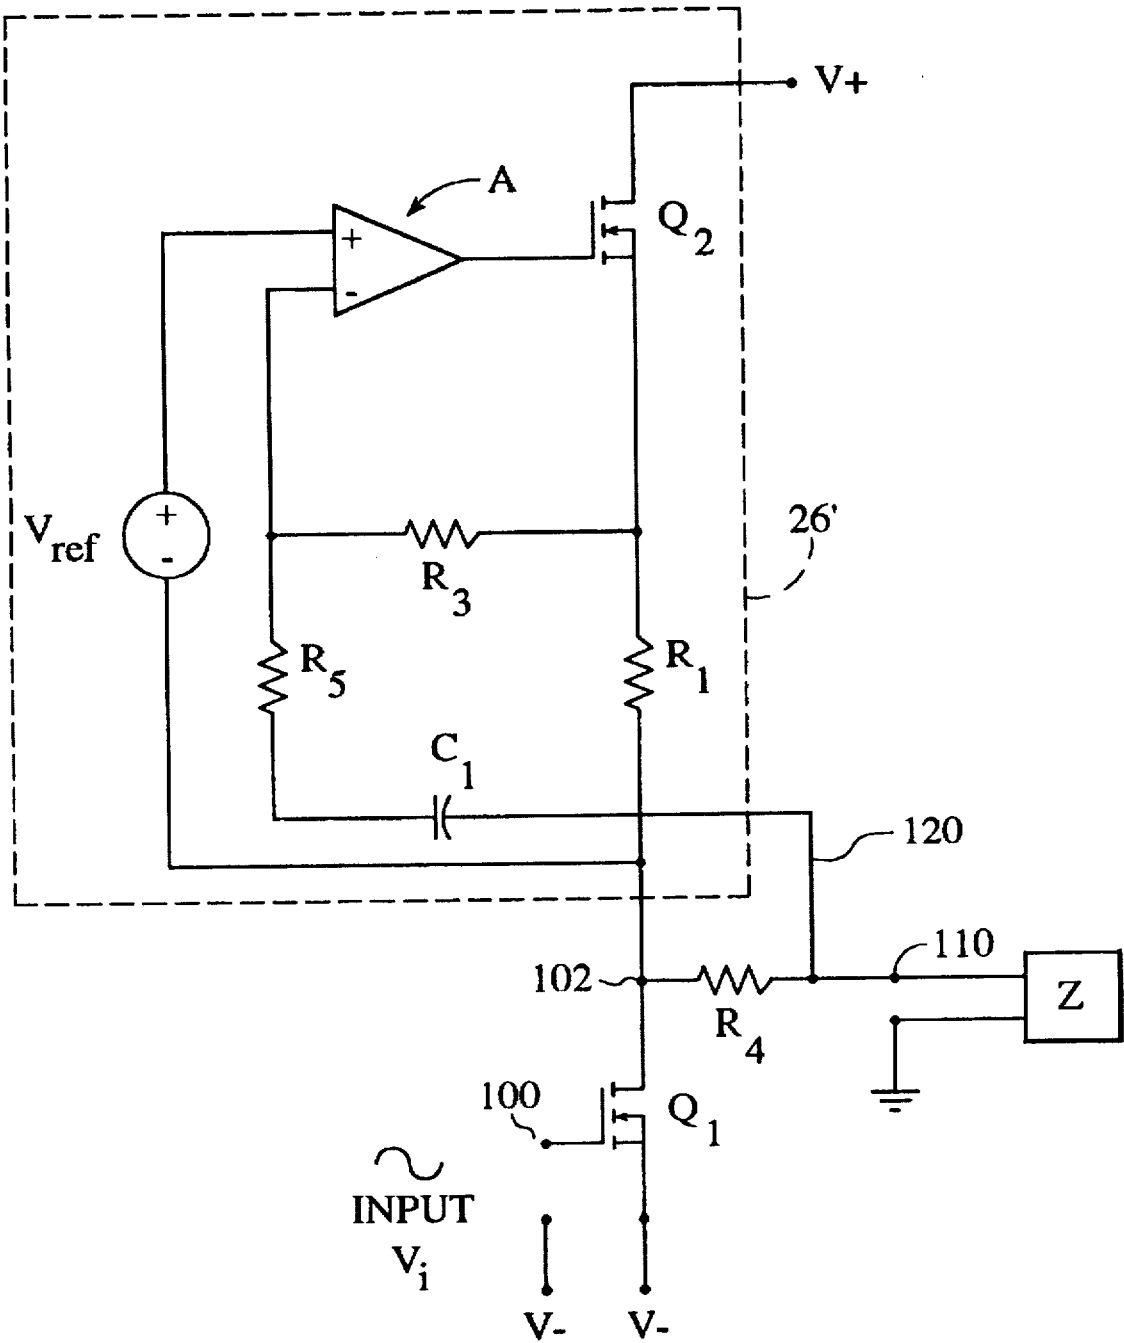 V+
A
Q2
+
-
Vref
+
-
26'
R3
R5
R1
C1
120
110
102
R4
Z
100
Q1
INPUT
Vi
V-
V-